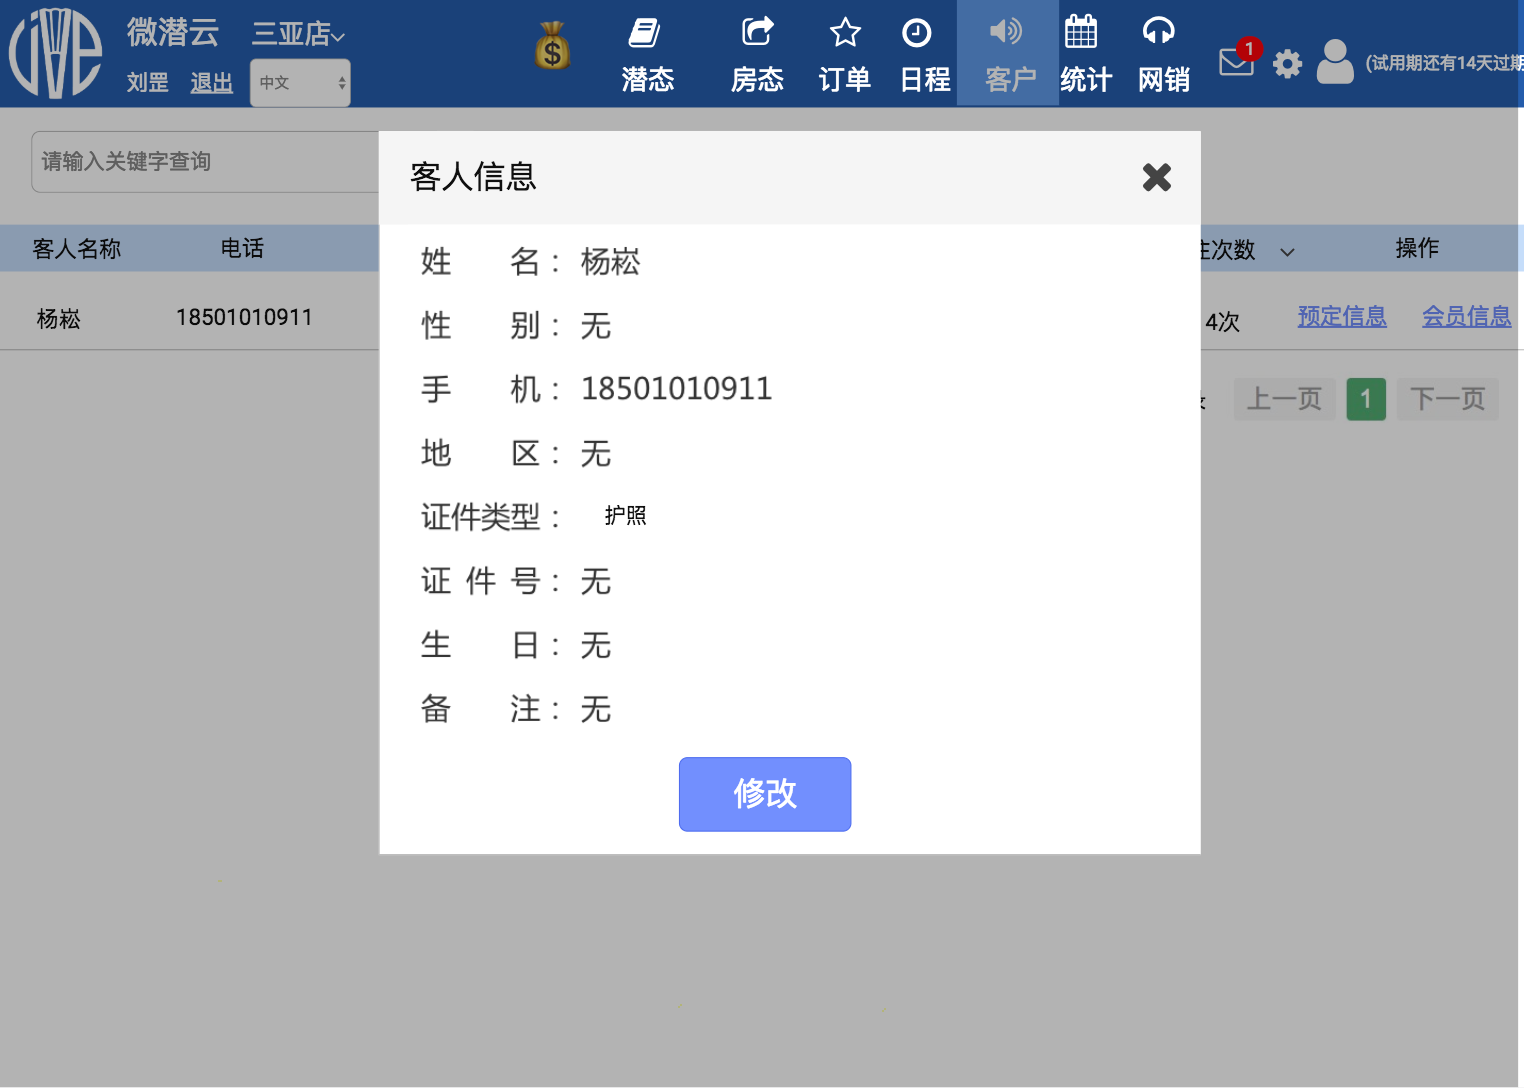 微潜云 三亚店
刘罡 退出 中文
潜态 房态 订单 日程 客户 统计 网销
1
(试用期还有14天过期
请输入关键字查询
客人名称 电话 住次数 操作
杨崧 18501010911 4次 预定信息 会员信息
上一页 1 下一页
客人信息
姓名： 杨崧
性别： 无
手机： 18501010911
地区： 无
证件类型： 护照
证件号： 无
生日： 无
备注： 无
修改